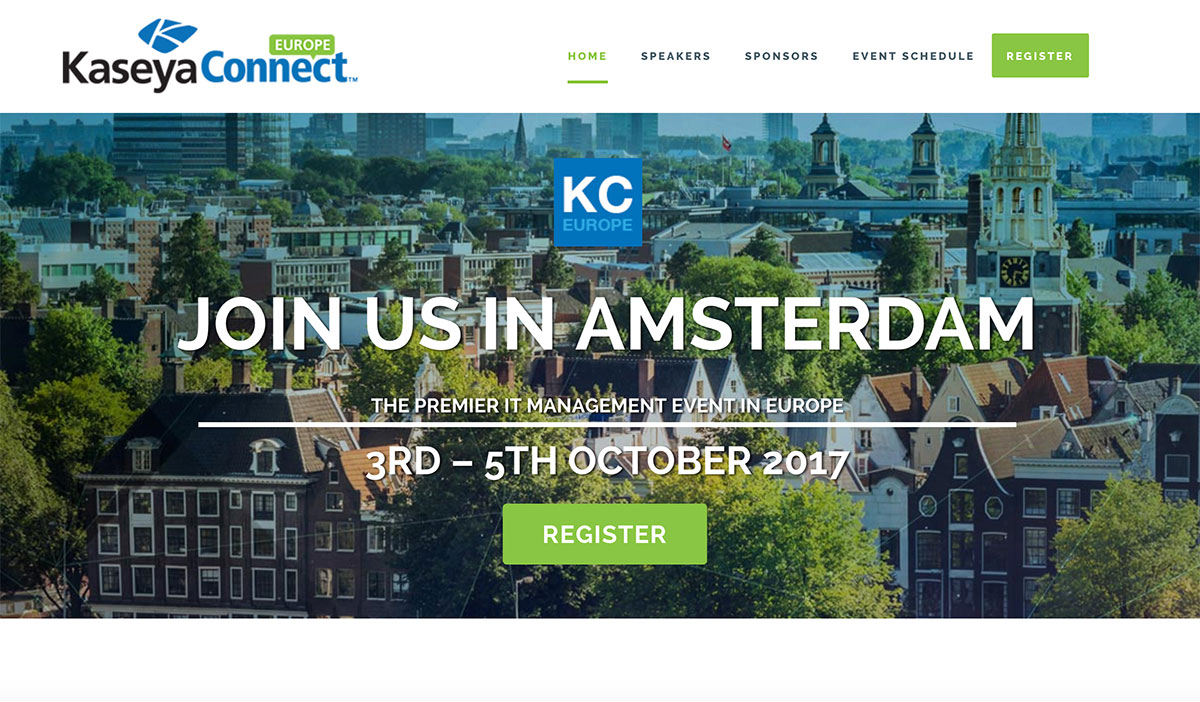 EUROPE
KaseyaConnect™
HOME SPEAKERS SPONSORS EVENT SCHEDULE REGISTER
KC
EUROPE
JOIN US IN AMSTERDAM
THE PREMIER IT MANAGEMENT EVENT IN EUROPE
3RD – 5TH OCTOBER 2017
REGISTER